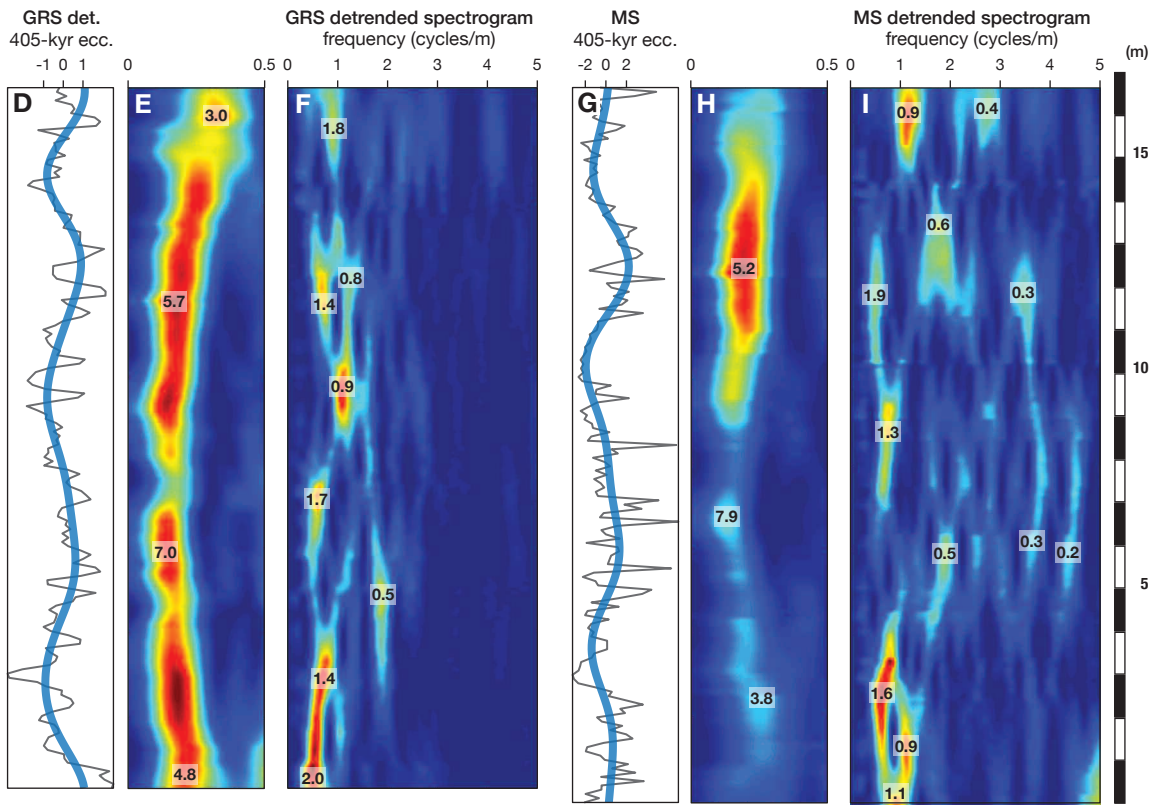 GRS det.
405-kyr ecc.
-1 0 1
0 0.5
GRS detrended spectrogram
frequency (cycles/m)
0 1 2 3 4 5
MS
405-kyr ecc.
-2 0 2
0 0.5
MS detrended spectrogram
frequency (cycles/m)
0 1 2 3 4 5
(m)
D
E
3.0
5.7
7.0
4.8
F
1.8
0.8
1.4
0.9
1.7
0.5
1.4
2.0
G
H
5.2
7.9
3.8
I
0.9
0.4
0.6
1.9
0.3
1.3
0.5
0.3
0.2
1.6
0.9
1.1
15
10
5